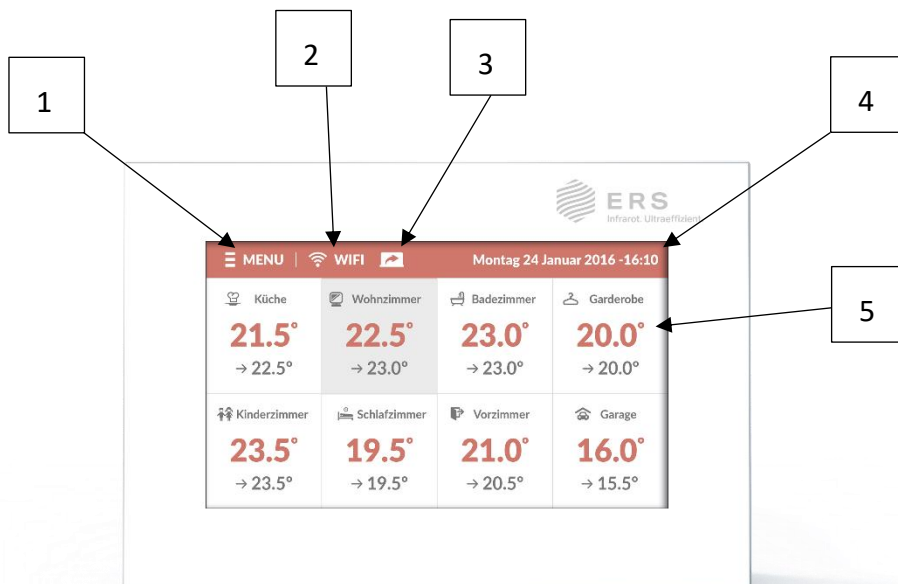 2
3
1
4
ERS
Infrarot. Ultraeffizient.
MENU | WIFI Montag 24 Januar 2016 -16:10
Küche Wohnzimmer Badezimmer Garderobe
21.5° 22.5° 23.0° 20.0°
→ 22.5° → 23.0° → 23.0° → 20.0°
5
Kinderzimmer Schlafzimmer Vorzimmer Garage
23.5° 19.5° 21.0° 16.0°
→ 23.5° → 19.5° → 20.5° → 15.5°